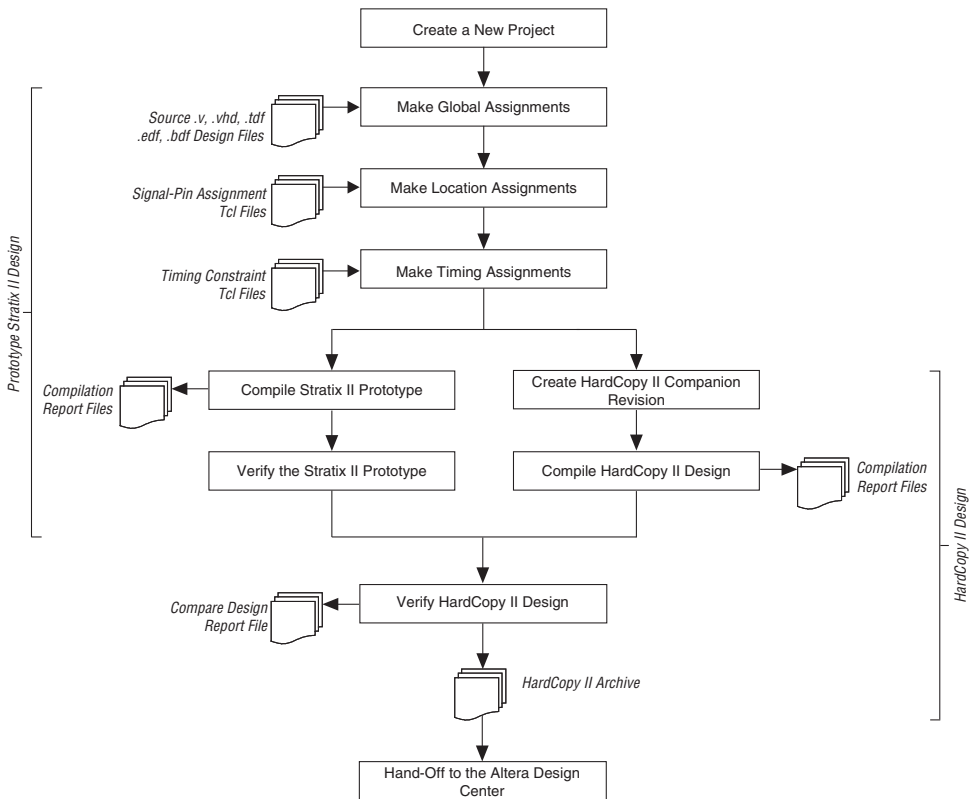 Create a New Project
Make Global Assignments
Source .v, .vhd, .tdf
.edf, .bdf Design Files
Make Location Assignments
Signal-Pin Assignment
Tcl Files
Prototype Stratix II Design
Make Timing Assignments
Timing Constraint
Tcl Files
Compile Stratix II Prototype
Compilation
Report Files
Create HardCopy II Companion
Revision
Verify the Stratix II Prototype
Compile HardCopy II Design
Compilation
Report Files
HardCopy II Design
Verify HardCopy II Design
Compare Design
Report File
HardCopy II Archive
Hand-Off to the Altera Design
Center